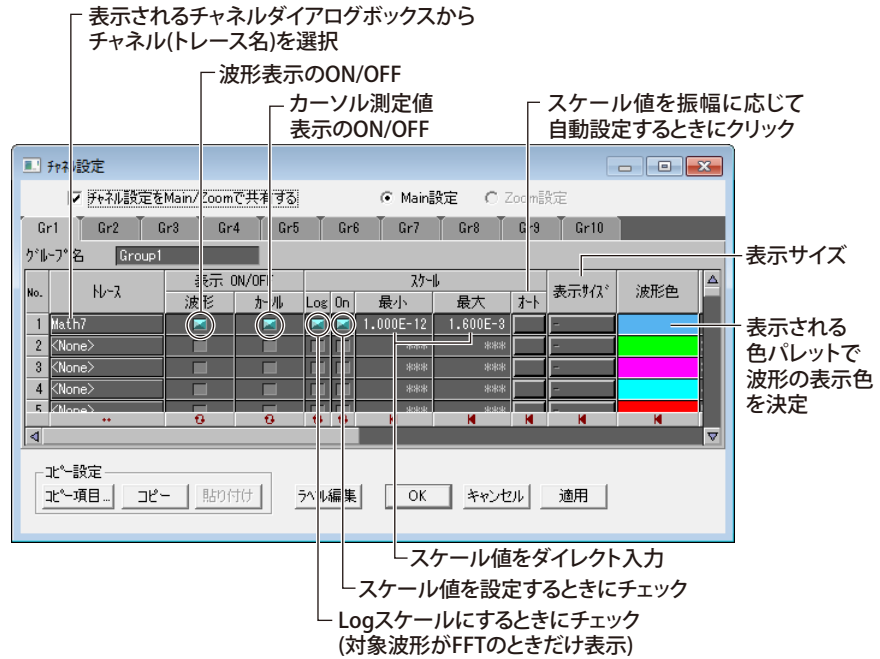 表示されるチャネルダイアログボックスから
チャネル(トレース名)を選択
波形表示のON/OFF
カーソル測定値
表示のON/OFF
スケール値を振幅に応じて
自動設定するときにクリック
ﾁｬﾈﾙ設定
ﾁｬﾈﾙ設定をMain/Zoomで共有する
Main設定
Zoom設定
Gr1 Gr2 Gr3 Gr4 Gr5 Gr6 Gr7 Gr8 Gr9 Gr10
ｸﾞﾙｰﾌﾟ名 Group1
表示サイズ
No. ﾄﾚｰｽ 表示 ON/OFF ｽｹｰﾙ 表示ｻｲｽﾞ 波形色
波形 ｶｰｿﾙ Log On 最小 最大 ｵｰﾄ
1 Math7 1.000E-12 1.600E-3 -
2 <None> *** *** -
3 <None> *** *** -
4 <None> *** *** -
5 <None> *** *** -
表示される
色パレットで
波形の表示色
を決定
ｺﾋﾟｰ設定
ｺﾋﾟｰ項目... ｺﾋﾟｰ 貼り付け ﾗﾍﾞﾙ編集 OK ｷｬﾝｾﾙ 適用
スケール値をダイレクト入力
スケール値を設定するときにチェック
Logスケールにするときにチェック
(対象波形がFFTのときだけ表示)